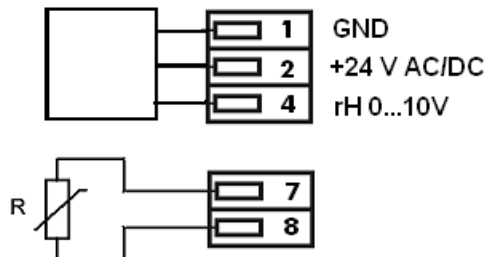 1 GND
2 +24 V AC/DC
4 rH 0...10V
R
7
8